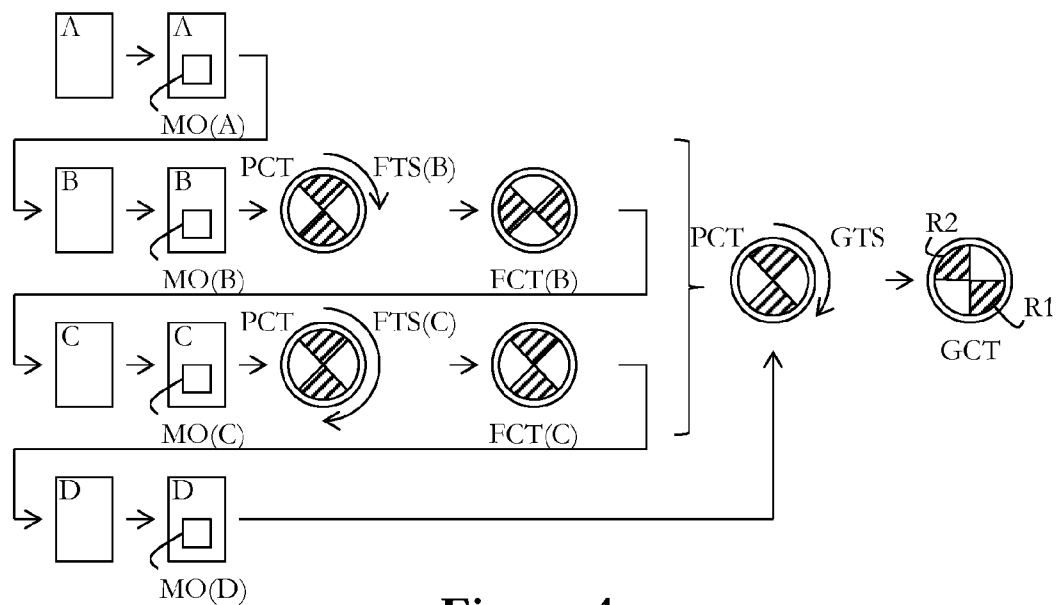 A A
MO(A)
B B PCT FTS(B)
MO(B) FCT(B)
PCT GTS R2
R1
GCT
C C PCT FTS(C)
MO(C) FCT(C)
D D
MO(D)